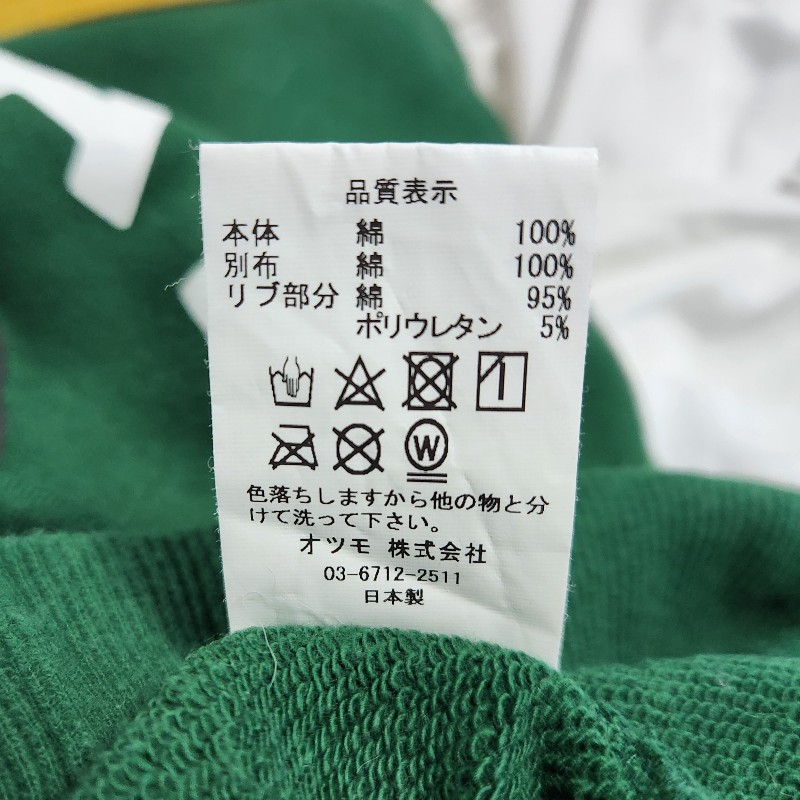 品質表示
本体 綿 100%
別布 綿 100%
リブ部分 綿 95%
ポリウレタン 5%
W
色落ちしますから他の物と分
けて洗って下さい。
オツモ 株式会社
03-6712-2511
日本製